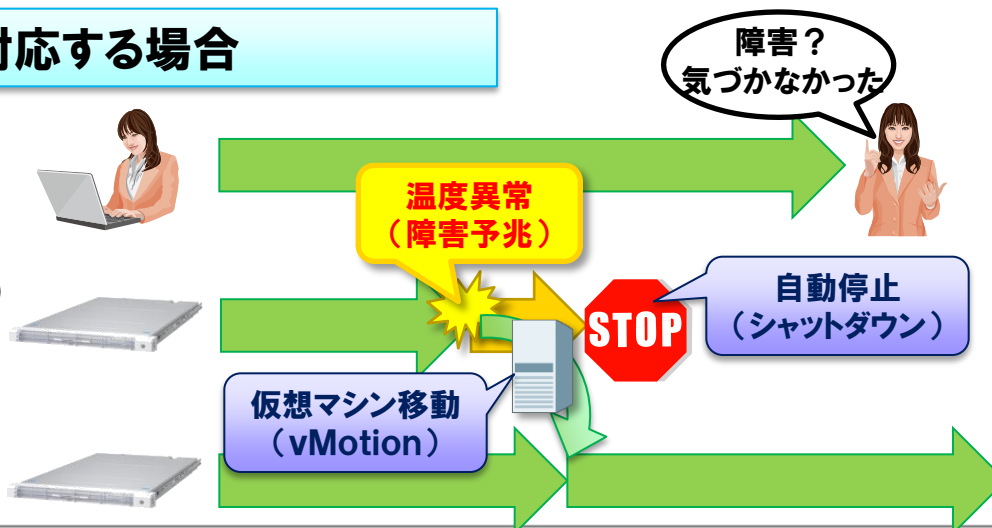 対応する場合
障害？
気づかなかった
温度異常
（障害予兆）
自動停止
（シャットダウン）
STOP
仮想マシン移動
（vMotion）